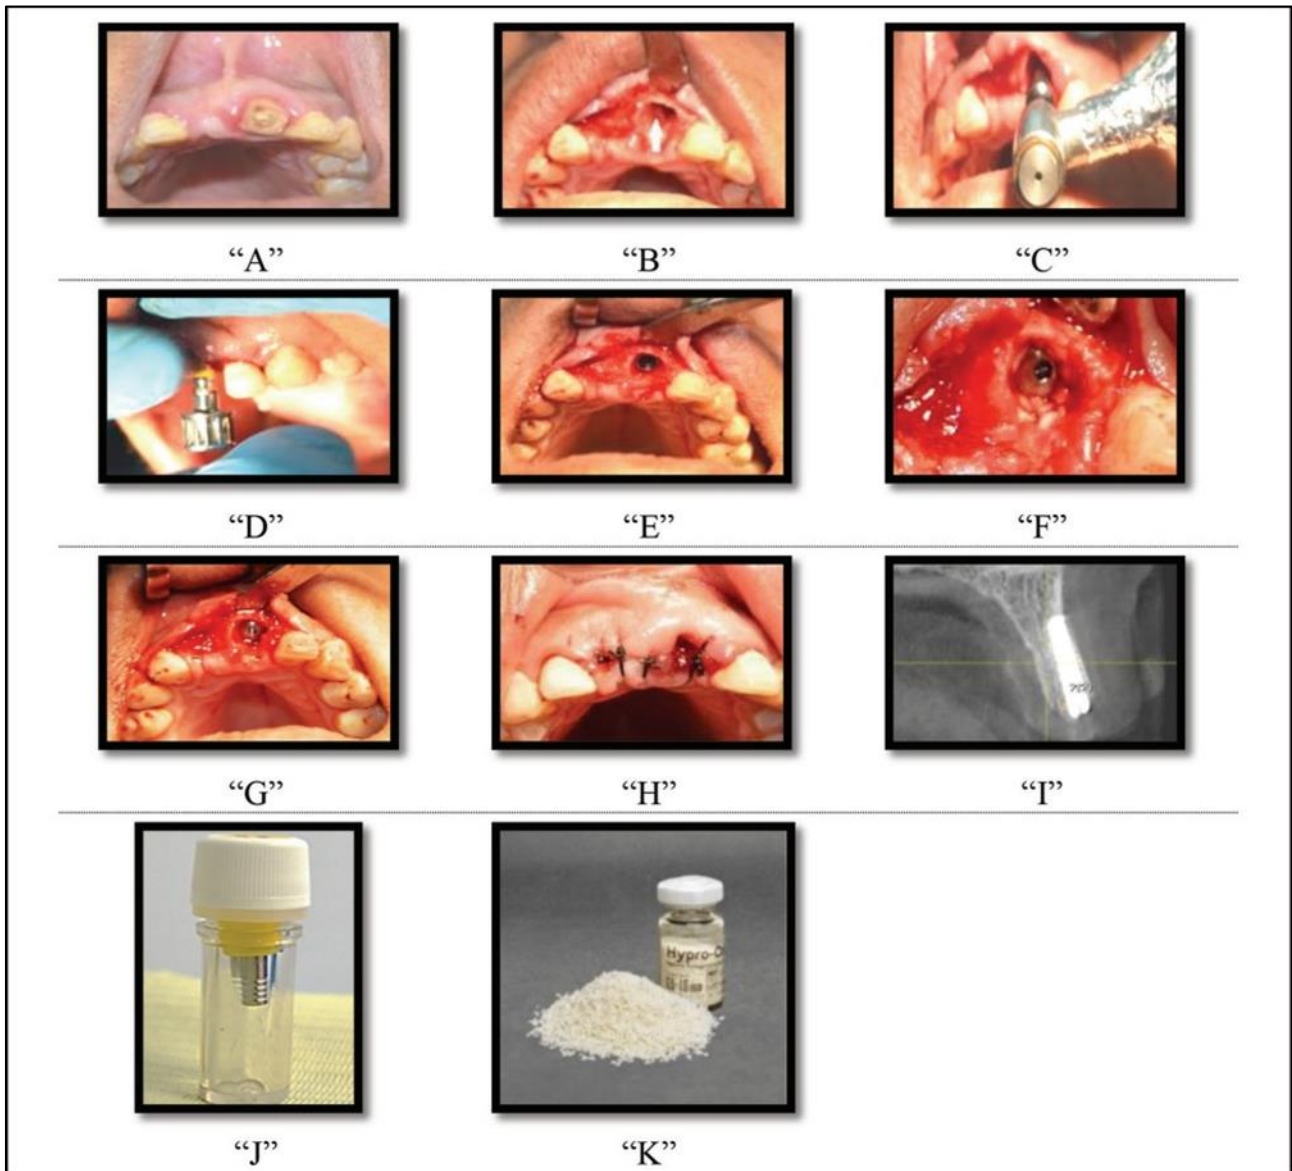 “A” “B” “C”
“D” “E” “F”
“G” “H” “I”
Hypro-O
“J” “K”